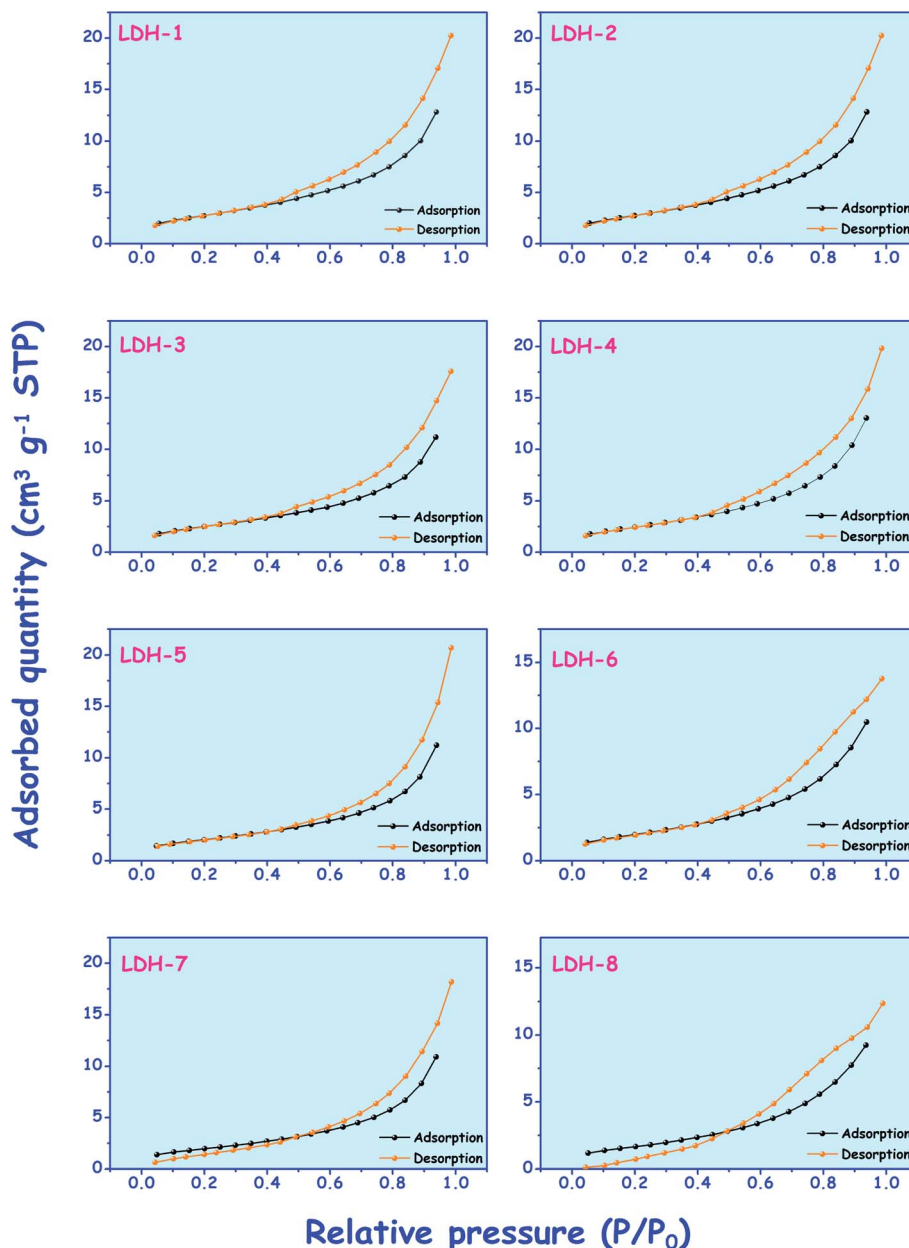 Adsorbed quantity (cm³ g⁻¹ STP)
LDH-1
20
15
10
5
0
0.0 0.2 0.4 0.6 0.8 1.0
Adsorption
Desorption
LDH-2
20
15
10
5
0
0.0 0.2 0.4 0.6 0.8 1.0
Adsorption
Desorption
LDH-3
20
15
10
5
0
0.0 0.2 0.4 0.6 0.8 1.0
Adsorption
Desorption
LDH-4
20
15
10
5
0
0.0 0.2 0.4 0.6 0.8 1.0
Adsorption
Desorption
LDH-5
20
15
10
5
0
0.0 0.2 0.4 0.6 0.8 1.0
Adsorption
Desorption
LDH-6
15
10
5
0
0.0 0.2 0.4 0.6 0.8 1.0
Adsorption
Desorption
LDH-7
20
15
10
5
0
0.0 0.2 0.4 0.6 0.8 1.0
Adsorption
Desorption
LDH-8
15
10
5
0
0.0 0.2 0.4 0.6 0.8 1.0
Adsorption
Desorption
Relative pressure (P/P₀)